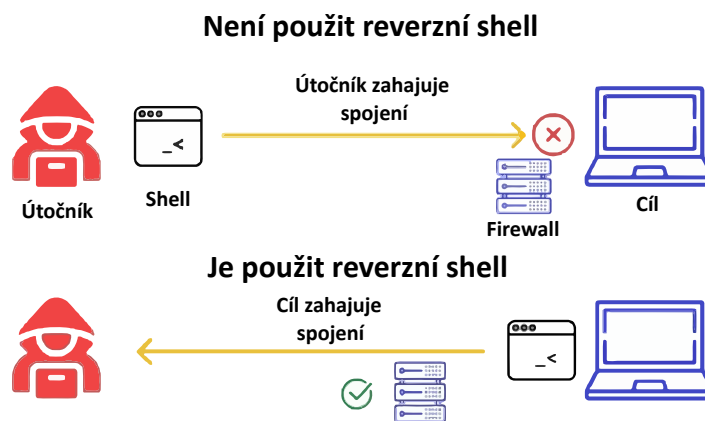 Není použit reverzní shell
Útočník zahajuje
spojení
_<
Útočník
Shell
Firewall
Cíl
Je použit reverzní shell
Cíl zahajuje
spojení
_<